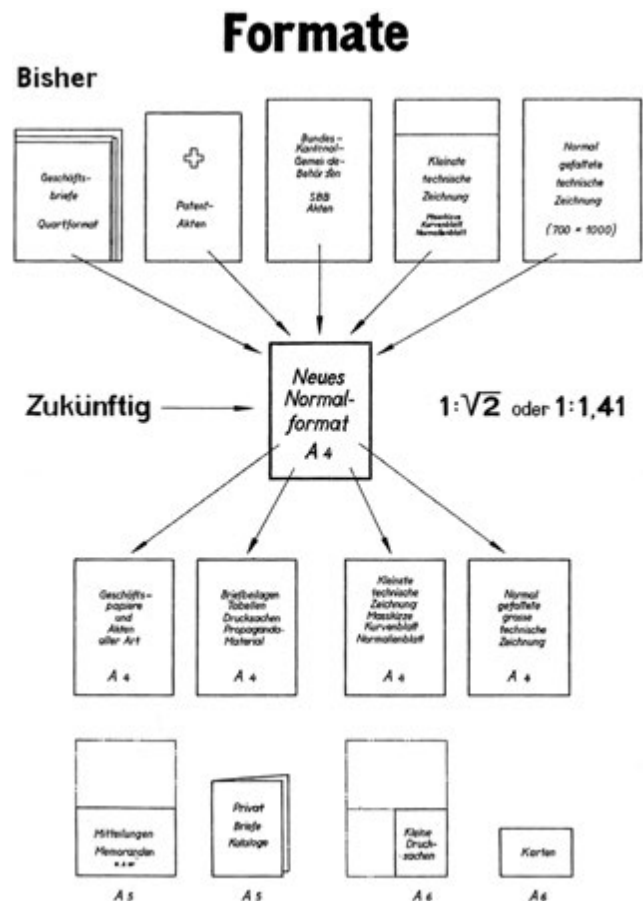 Formate
Bisher
Geschäfts-
briefe
Quartformat
Patent-
Akten
Bundes-
Kantonal-
Gemeinde-
Behörden
SBB
Akten
Kleinste
technische
Zeichnung
Masskizze
Kurvenblatt
Normalienblatt
Normal
gefaltete
technische
Zeichnung
(700 × 1000)
Zukünftig
Neues
Normal-
format
A 4
1:√2 oder 1:1,41
Geschäfts-
papiere
und
Akten
aller Art
A 4
Briefbeilagen
Tabellen
Drucksachen
Propaganda-
Material
A 4
Kleinste
technische
Zeichnung
Masskizze
Kurvenblatt
Normalienblatt
A 4
Normal
gefaltete
grosse
technische
Zeichnung
A 4
Mitteilungen
Memoranden
A 5
Privat
Briefe
Kataloge
A 5
Kleine
Druck-
sachen
A 6
Karten
A 6